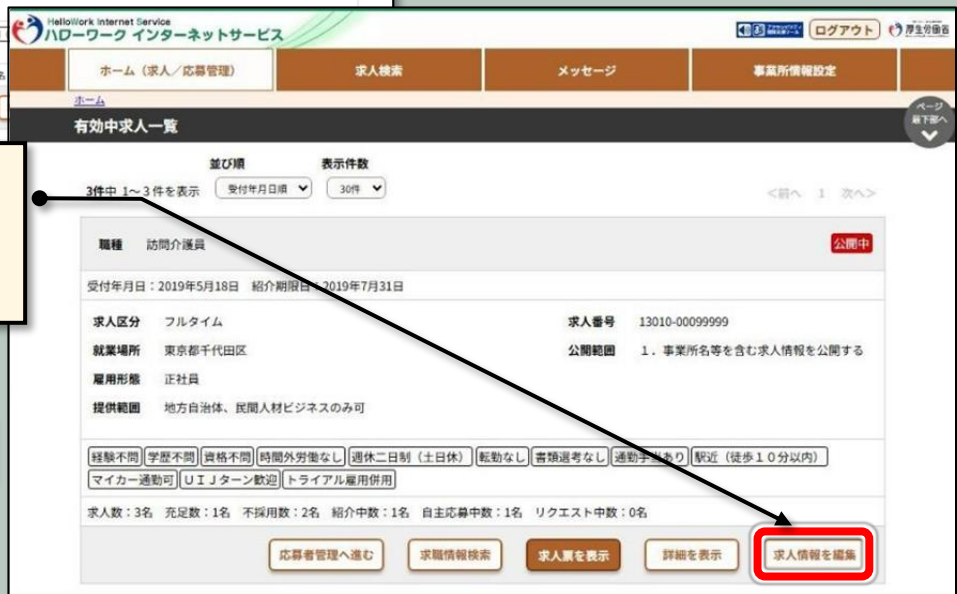 HelloWork Internet Service
ハローワーク インターネットサービス
ログアウト
厚生労働省
ホーム（求人／応募管理）
求人検索
メッセージ
事業所情報設定
ホーム
ページ
最下部へ
有効中求人一覧
並び順 表示件数
3件中 1～3 件を表示 受付年月日順 30件 <前へ 1 次へ>
職種 訪問介護員 公開中
受付年月日：2019年5月18日 紹介期限日：2019年7月31日
求人区分 フルタイム 求人番号 13010-00099999
就業場所 東京都千代田区 公開範囲 1．事業所名等を含む求人情報を公開する
雇用形態 正社員
提供範囲 地方自治体、民間人材ビジネスのみ可
経験不問 学歴不問 資格不問 時間外労働なし 週休二日制（土日休） 転勤なし 書類選考なし 通勤手当あり 駅近（徒歩１０分以内）
マイカー通勤可 ＵＩＪターン歓迎 トライアル雇用併用
求人数：3名 充足数：1名 不採用数：2名 紹介中数：1名 自主応募中数：1名 リクエスト中数：0名
応募者管理へ進む 求職情報検索 求人票を表示 詳細を表示 求人情報を編集